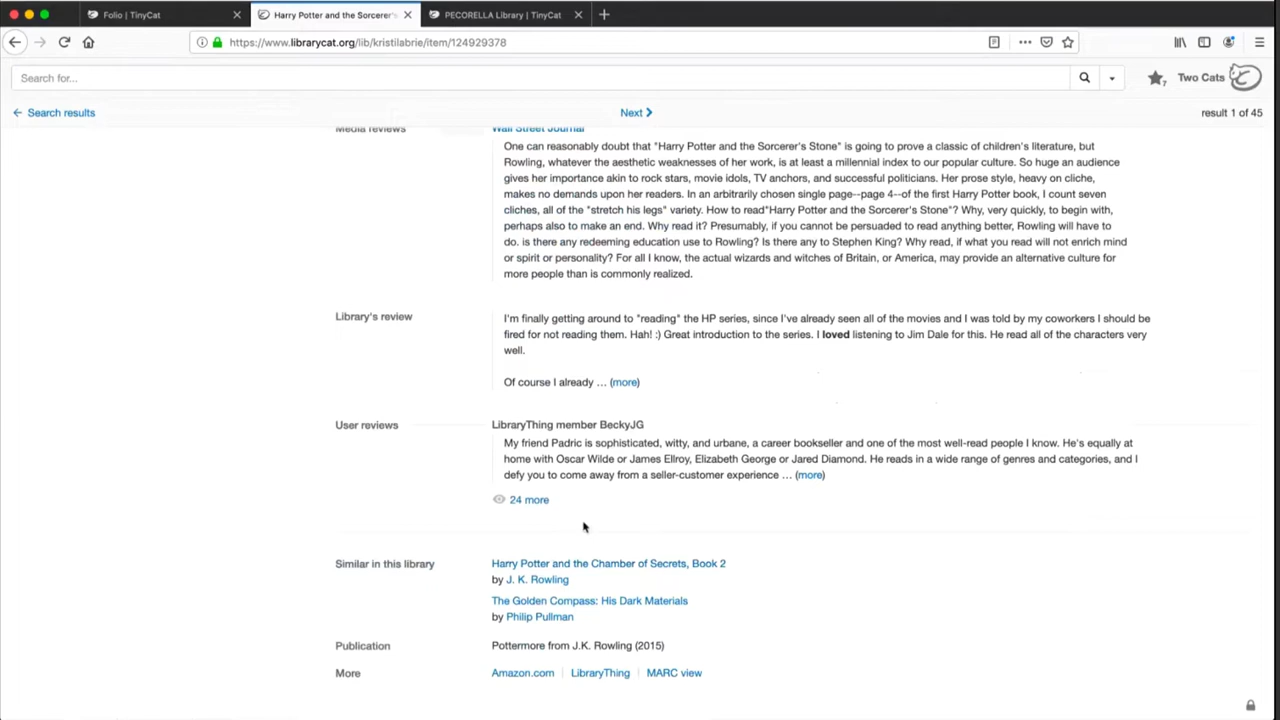 Folio | TinyCat
Harry Potter and the Sorcerer's
PECORELLA Library | TinyCat
https://www.librarycat.org/lib/kristilabrie/item/124929378
Search for...
Two Cats
7
Search results
Next
result 1 of 45
Media reviews
Wall Street Journal
One can reasonably doubt that "Harry Potter and the Sorcerer's Stone" is going to prove a classic of children's literature, but
Rowling, whatever the aesthetic weaknesses of her work, is at least a millennial index to our popular culture. So huge an audience
gives her importance akin to rock stars, movie idols, TV anchors, and successful politicians. Her prose style, heavy on cliche,
makes no demands upon her readers. In an arbitrarily chosen single page--page 4--of the first Harry Potter book, I count seven
cliches, all of the "stretch his legs" variety. How to read"Harry Potter and the Sorcerer's Stone"? Why, very quickly, to begin with,
perhaps also to make an end. Why read it? Presumably, if you cannot be persuaded to read anything better, Rowling will have to
do. is there any redeeming education use to Rowling? Is there any to Stephen King? Why read, if what you read will not enrich mind
or spirit or personality? For all I know, the actual wizards and witches of Britain, or America, may provide an alternative culture for
more people than is commonly realized.
Library's review
I'm finally getting around to *reading* the HP series, since I've already seen all of the movies and I was told by my coworkers I should be
fired for not reading them. Hah! :) Great introduction to the series. I loved listening to Jim Dale for this. He read all of the characters very
well.
Of course I already ... (more)
User reviews
LibraryThing member BeckyJG
My friend Padric is sophisticated, witty, and urbane, a career bookseller and one of the most well-read people I know. He's equally at
home with Oscar Wilde or James Ellroy, Elizabeth George or Jared Diamond. He reads in a wide range of genres and categories, and I
defy you to come away from a seller-customer experience ... (more)
24 more
Similar in this library
Harry Potter and the Chamber of Secrets, Book 2
by J. K. Rowling
The Golden Compass: His Dark Materials
by Philip Pullman
Publication
Pottermore from J.K. Rowling (2015)
More
Amazon.com | LibraryThing | MARC view